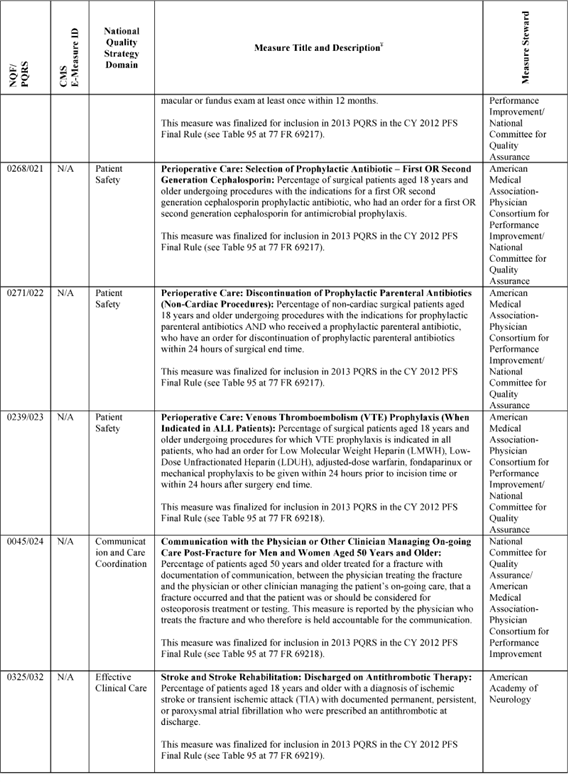 NQF/
PQRS
CMS
E-Measure ID
National
Quality
Strategy
Domain
Measure Title and Description¥
Measure Steward
macular or fundus exam at least once within 12 months.
This measure was finalized for inclusion in 2013 PQRS in the CY 2012 PFS
Final Rule (see Table 95 at 77 FR 69217).
Performance
Improvement/
National
Committee for
Quality
Assurance
0268/021
N/A
Patient
Safety
Perioperative Care: Selection of Prophylactic Antibiotic – First OR Second
Generation Cephalosporin: Percentage of surgical patients aged 18 years and
older undergoing procedures with the indications for a first OR second
generation cephalosporin prophylactic antibiotic, who had an order for a first OR
second generation cephalosporin for antimicrobial prophylaxis.
This measure was finalized for inclusion in 2013 PQRS in the CY 2012 PFS
Final Rule (see Table 95 at 77 FR 69217).
American
Medical
Association-
Physician
Consortium for
Performance
Improvement/
National
Committee for
Quality
Assurance
0271/022
N/A
Patient
Safety
Perioperative Care: Discontinuation of Prophylactic Parenteral Antibiotics
(Non-Cardiac Procedures): Percentage of non-cardiac surgical patients aged
18 years and older undergoing procedures with the indications for prophylactic
parenteral antibiotics AND who received a prophylactic parenteral antibiotic,
who have an order for discontinuation of prophylactic parenteral antibiotics
within 24 hours of surgical end time.
This measure was finalized for inclusion in 2013 PQRS in the CY 2012 PFS
Final Rule (see Table 95 at 77 FR 69217).
American
Medical
Association-
Physician
Consortium for
Performance
Improvement/
National
Committee for
Quality
Assurance
0239/023
N/A
Patient
Safety
Perioperative Care: Venous Thromboembolism (VTE) Prophylaxis (When
Indicated in ALL Patients): Percentage of surgical patients aged 18 years and
older undergoing procedures for which VTE prophylaxis is indicated in all
patients, who had an order for Low Molecular Weight Heparin (LMWH), Low-
Dose Unfractionated Heparin (LDUH), adjusted-dose warfarin, fondaparinux or
mechanical prophylaxis to be given within 24 hours prior to incision time or
within 24 hours after surgery end time.
This measure was finalized for inclusion in 2013 PQRS in the CY 2012 PFS
Final Rule (see Table 95 at 77 FR 69218).
American
Medical
Association-
Physician
Consortium for
Performance
Improvement/
National
Committee for
Quality
Assurance
0045/024
N/A
Communicat
ion and Care
Coordination
Communication with the Physician or Other Clinician Managing On-going
Care Post-Fracture for Men and Women Aged 50 Years and Older:
Percentage of patients aged 50 years and older treated for a fracture with
documentation of communication, between the physician treating the fracture
and the physician or other clinician managing the patient's on-going care, that a
fracture occurred and that the patient was or should be considered for
osteoporosis treatment or testing. This measure is reported by the physician who
treats the fracture and who therefore is held accountable for the communication.
This measure was finalized for inclusion in 2013 PQRS in the CY 2012 PFS
Final Rule (see Table 95 at 77 FR 69218).
National
Committee for
Quality
Assurance/
American
Medical
Association-
Physician
Consortium for
Performance
Improvement
0325/032
N/A
Effective
Clinical Care
Stroke and Stroke Rehabilitation: Discharged on Antithrombotic Therapy:
Percentage of patients aged 18 years and older with a diagnosis of ischemic
stroke or transient ischemic attack (TIA) with documented permanent, persistent,
or paroxysmal atrial fibrillation who were prescribed an antithrombotic at
discharge.
This measure was finalized for inclusion in 2013 PQRS in the CY 2012 PFS
Final Rule (see Table 95 at 77 FR 69219).
American
Academy of
Neurology